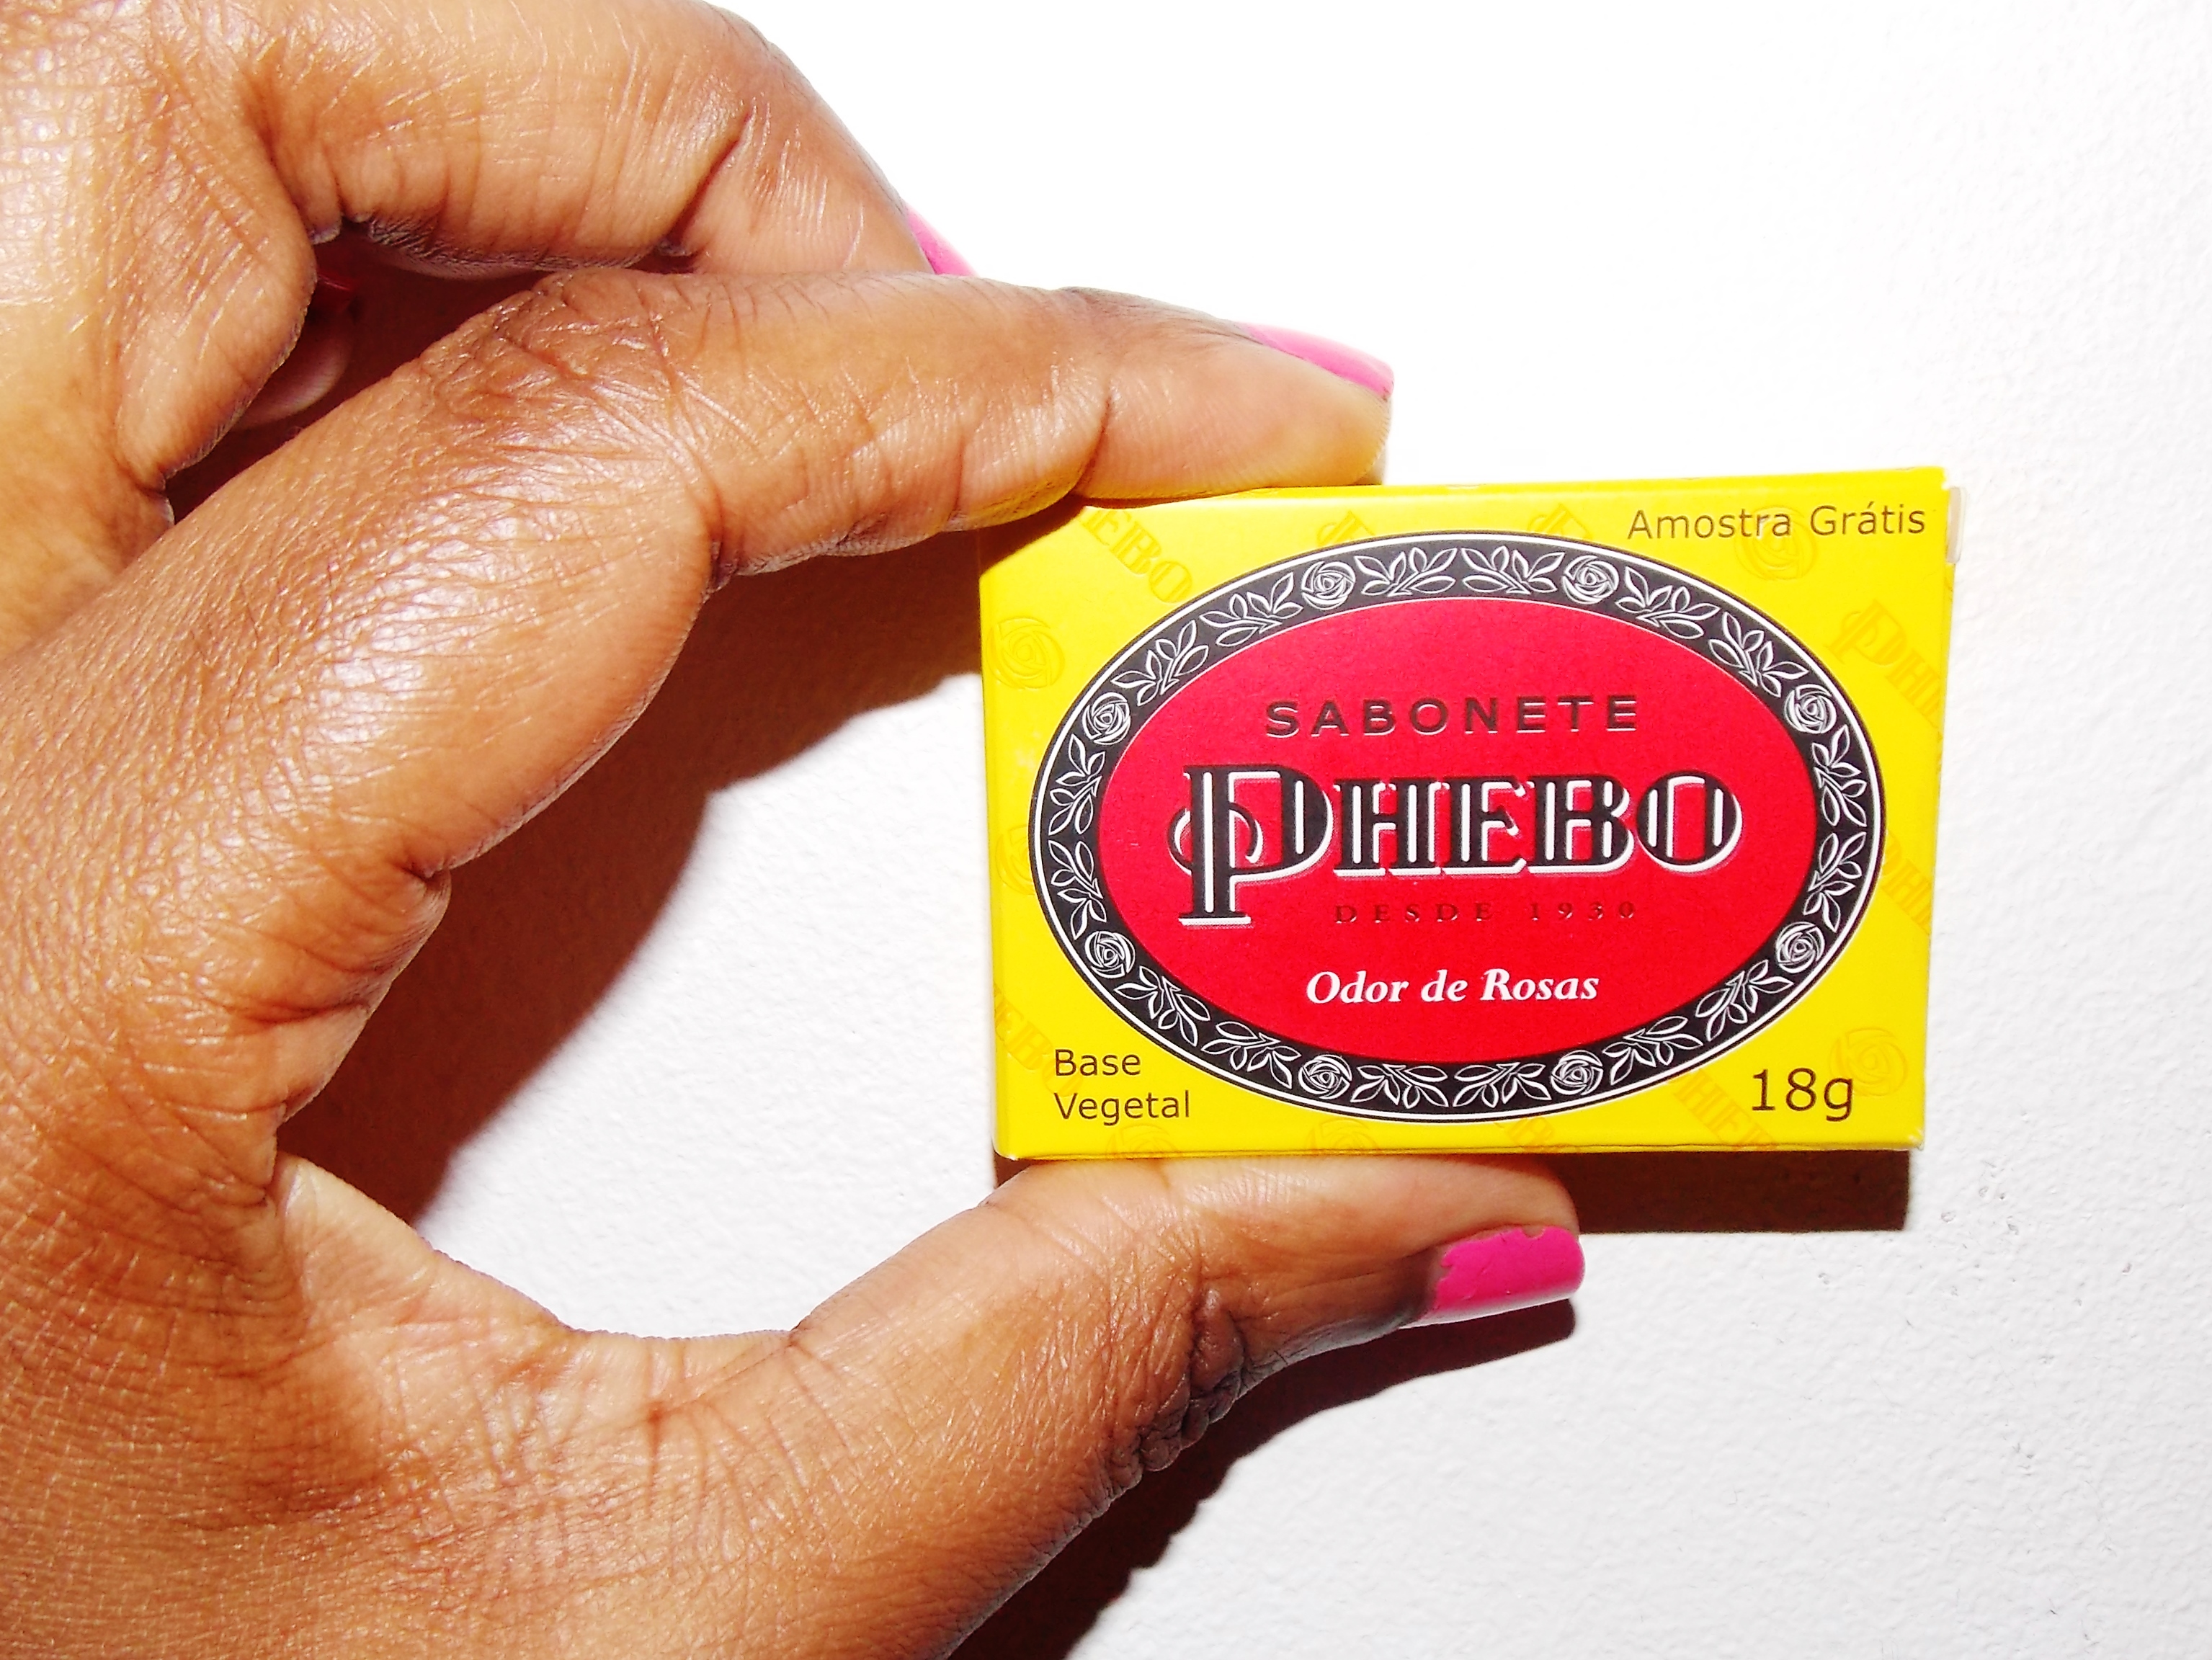 Amostra Grátis
SABONETE
PHEBO
DESDE 1930
Odor de Rosas
Base
Vegetal
18g